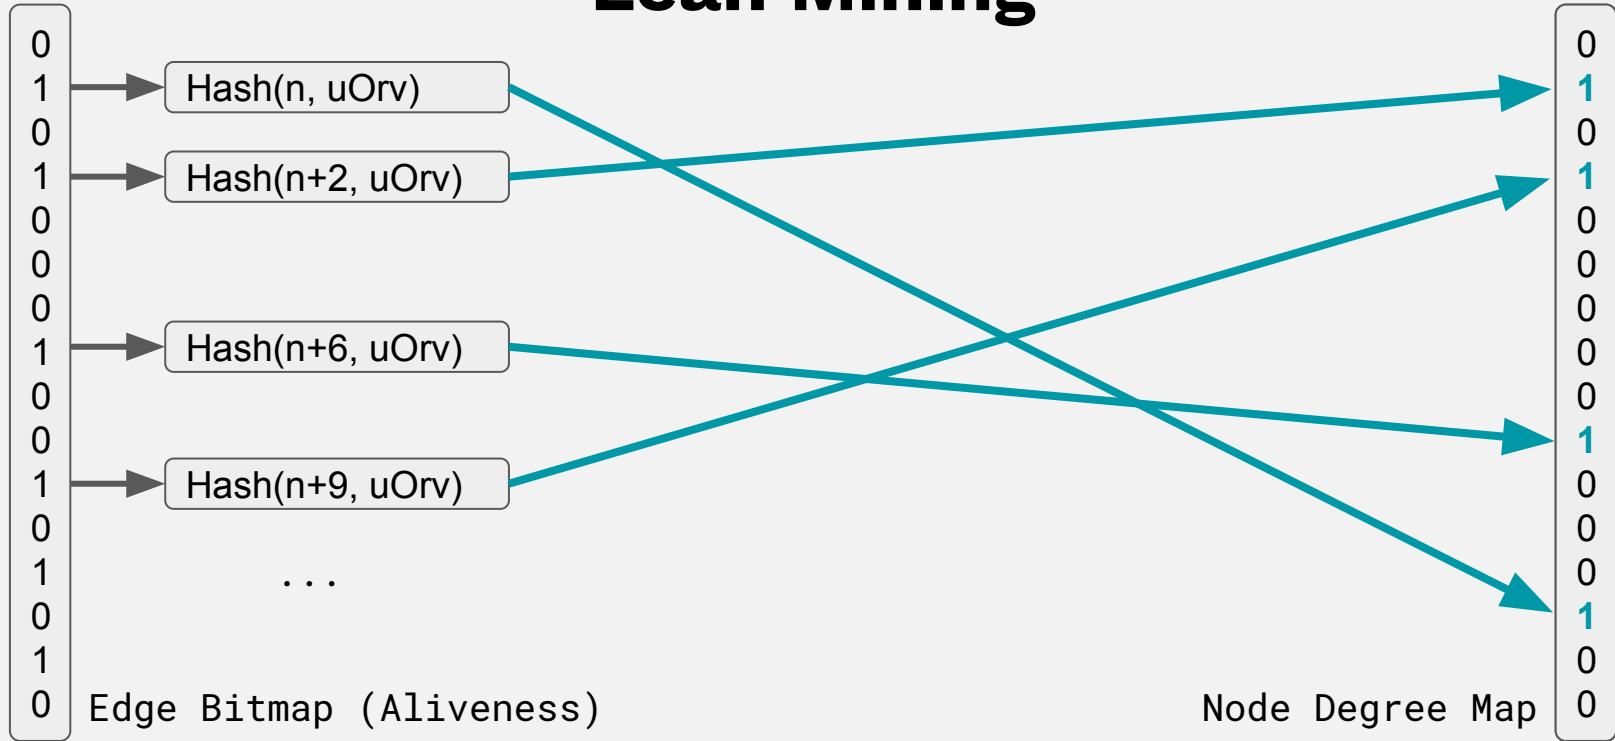 Lean Mining
0 0
1 Hash(n, uOrv) 1
0 0
1 Hash(n+2, uOrv) 1
0 0
0 0
0 0
1 Hash(n+6, uOrv) 0
0 0
0 1
1 Hash(n+9, uOrv) 0
0 0
1 ... 0
0 1
1 0
0 Edge Bitmap (Aliveness) Node Degree Map 0